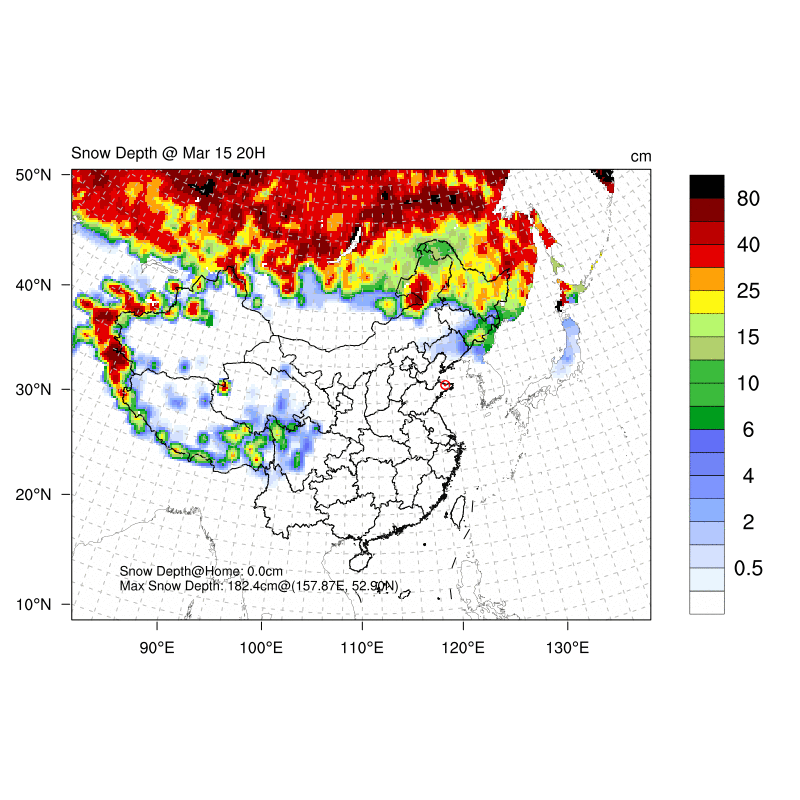 Snow Depth @ Mar 15 20H
cm
50°N
40°N
30°N
20°N
10°N
90°E
100°E
110°E
120°E
130°E
80
40
25
15
10
6
4
2
0.5
Snow Depth@Home: 0.0cm
Max Snow Depth: 182.4cm@(157.87E, 52.90N)